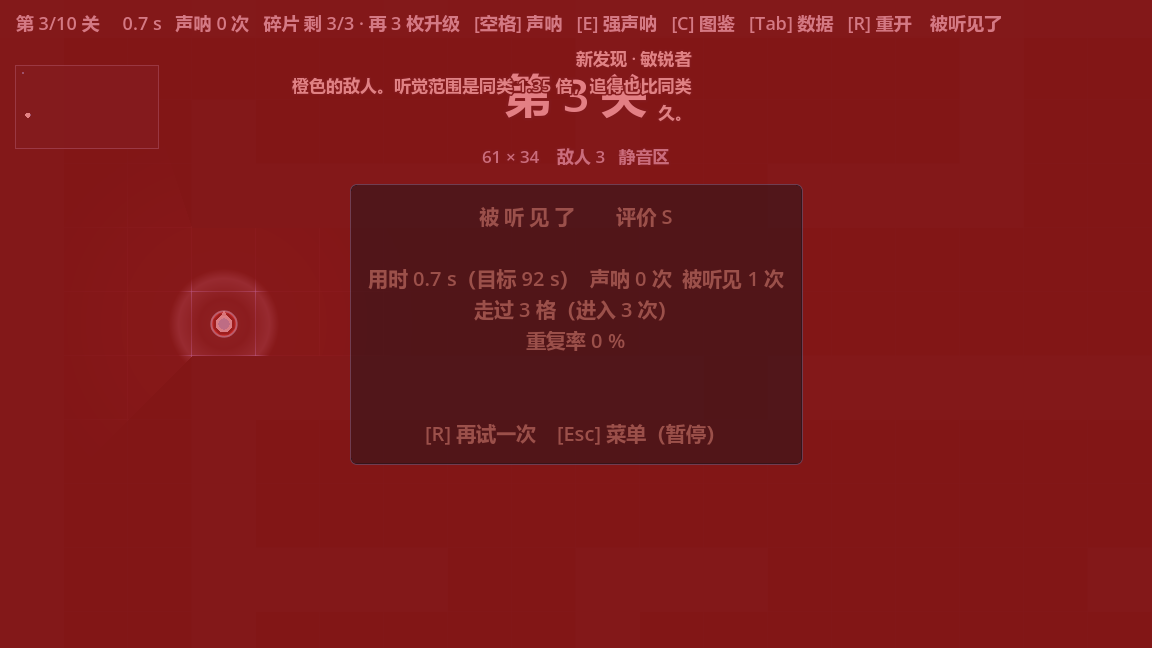 第 3/10 关 0.7 s 声呐 0 次 碎片 剩 3/3 · 再 3 枚升级 [空格] 声呐 [E] 强声呐 [C] 图鉴 [Tab] 数据 [R] 重开 被听见了
新发现 · 敏锐者
橙色的敌人。听觉范围是同类 1.35 倍，追得也比同类
久。
第 3 关
61 × 34 敌人 3 静音区
被 听 见 了 评价 S
用时 0.7 s（目标 92 s） 声呐 0 次 被听见 1 次
走过 3 格（进入 3 次）
重复率 0 %
[R] 再试一次 [Esc] 菜单（暂停）